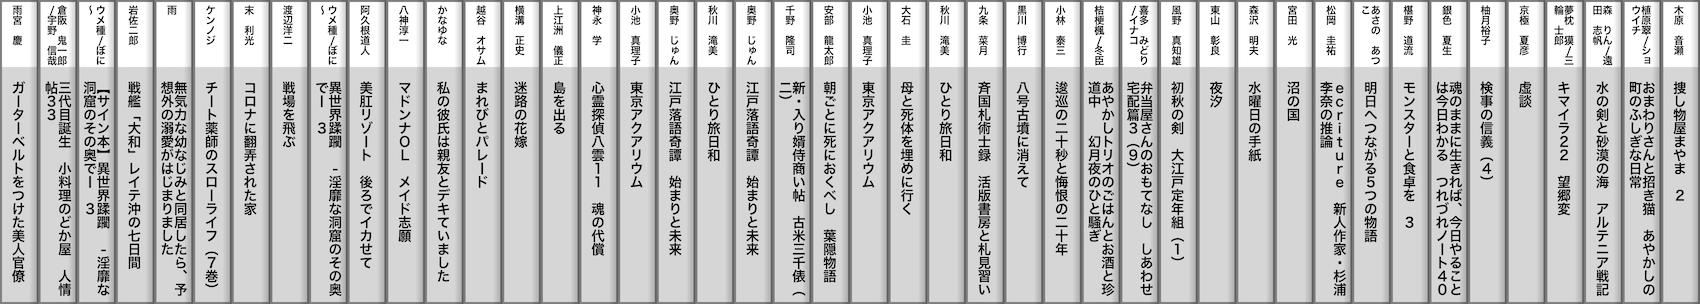 木原　音瀬
捜し物屋まやま　２
植原翠／ショウイチ
おまわりさんと招き猫　あやかしの町のふしぎな日常
森　りん／遠田　志帆
水の剣と砂漠の海　アルテニア戦記
夢枕　獏／三輪　士郎
キマイラ２２　望郷変
京極　夏彦
虚談
柚月裕子
検事の信義（４）
銀色　夏生
魂のままに生きれば、今日やることは今日わかる　つれづれノート４０
椹野　道流
モンスターと食卓を　３
あさの　あつこ
明日へつながる５つの物語
松岡　圭祐
ｅｃｒｉｔｕｒｅ　新人作家・杉浦李奈の推論
宮田　光
沼の国
森沢　明夫
水曜日の手紙
東山　彰良
夜汐
風野　真知雄
初秋の剣　大江戸定年組（１）
喜多　みどり／イナコ
弁当屋さんのおもてなし　しあわせ宅配篇３（９）
桔梗楓／冬臣
あやかしトリオのごはんとお酒と珍道中　幻月夜のひと騒ぎ
小林　泰三
逡巡の二十秒と悔恨の二十年
黒川　博行
八号古墳に消えて
九条　菜月
斉国札術士録　活版書房と札見習い
秋川　滝美
ひとり旅日和
大石　圭
母と死体を埋めに行く
小池　真理子
東京アクアリウム
安部　龍太郎
朝ごとに死におくべし　葉隠物語
千野　隆司
新・入り婿侍商い帖　古米三千俵（二）
奥野　じゅん
江戸落語奇譚　始まりと未来
秋川　滝美
ひとり旅日和
奥野　じゅん
江戸落語奇譚　始まりと未来
小池　真理子
東京アクアリウム
神永　学
心霊探偵八雲１１　魂の代償
上江洲　儀正
島を出る
横溝　正史
迷路の花嫁
越谷　オサム
まれびとパレード
かなゆな
私の彼氏は親友とデキていました
八神淳一
マドンナＯＬ　メイド志願
阿久根道人
美肛リゾート　後ろでイカせて
ウメ種／ぼに～
異世界蹂躙　－淫靡な洞窟のその奥でー　３
渡辺洋二
戦場を飛ぶ
末　利光
コロナに翻弄された家
ケンノジ
チート薬師のスローライフ（７巻）
雨
無気力な幼なじみと同居したら、予想外の溺愛がはじまりました
岩佐二郎
戦艦「大和」レイテ沖の七日間
ウメ種／ぼに～
【サイン本】異世界蹂躙　－淫靡な洞窟のその奥でー　３
倉阪　鬼一郎／宇野　信哉
三代目誕生　小料理のどか屋　人情帖３３
雨宮　慶
ガーターベルトをつけた美人官僚